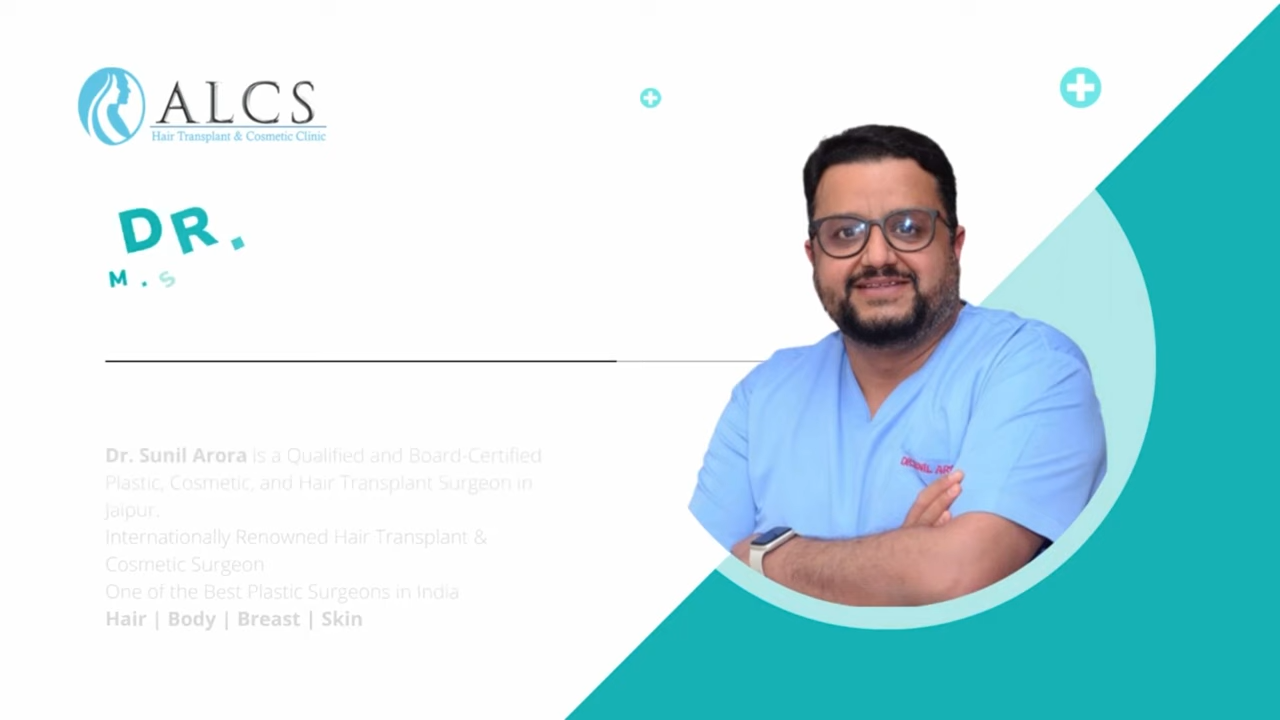 ALCS
Hair Transplant & Cosmetic Clinic
DR.
M.S
Dr. Sunil Arora is a Qualified and Board-Certified
Plastic, Cosmetic, and Hair Transplant Surgeon in
Jaipur.
Internationally Renowned Hair Transplant &
Cosmetic Surgeon
One of the Best Plastic Surgeons in India
Hair | Body | Breast | Skin